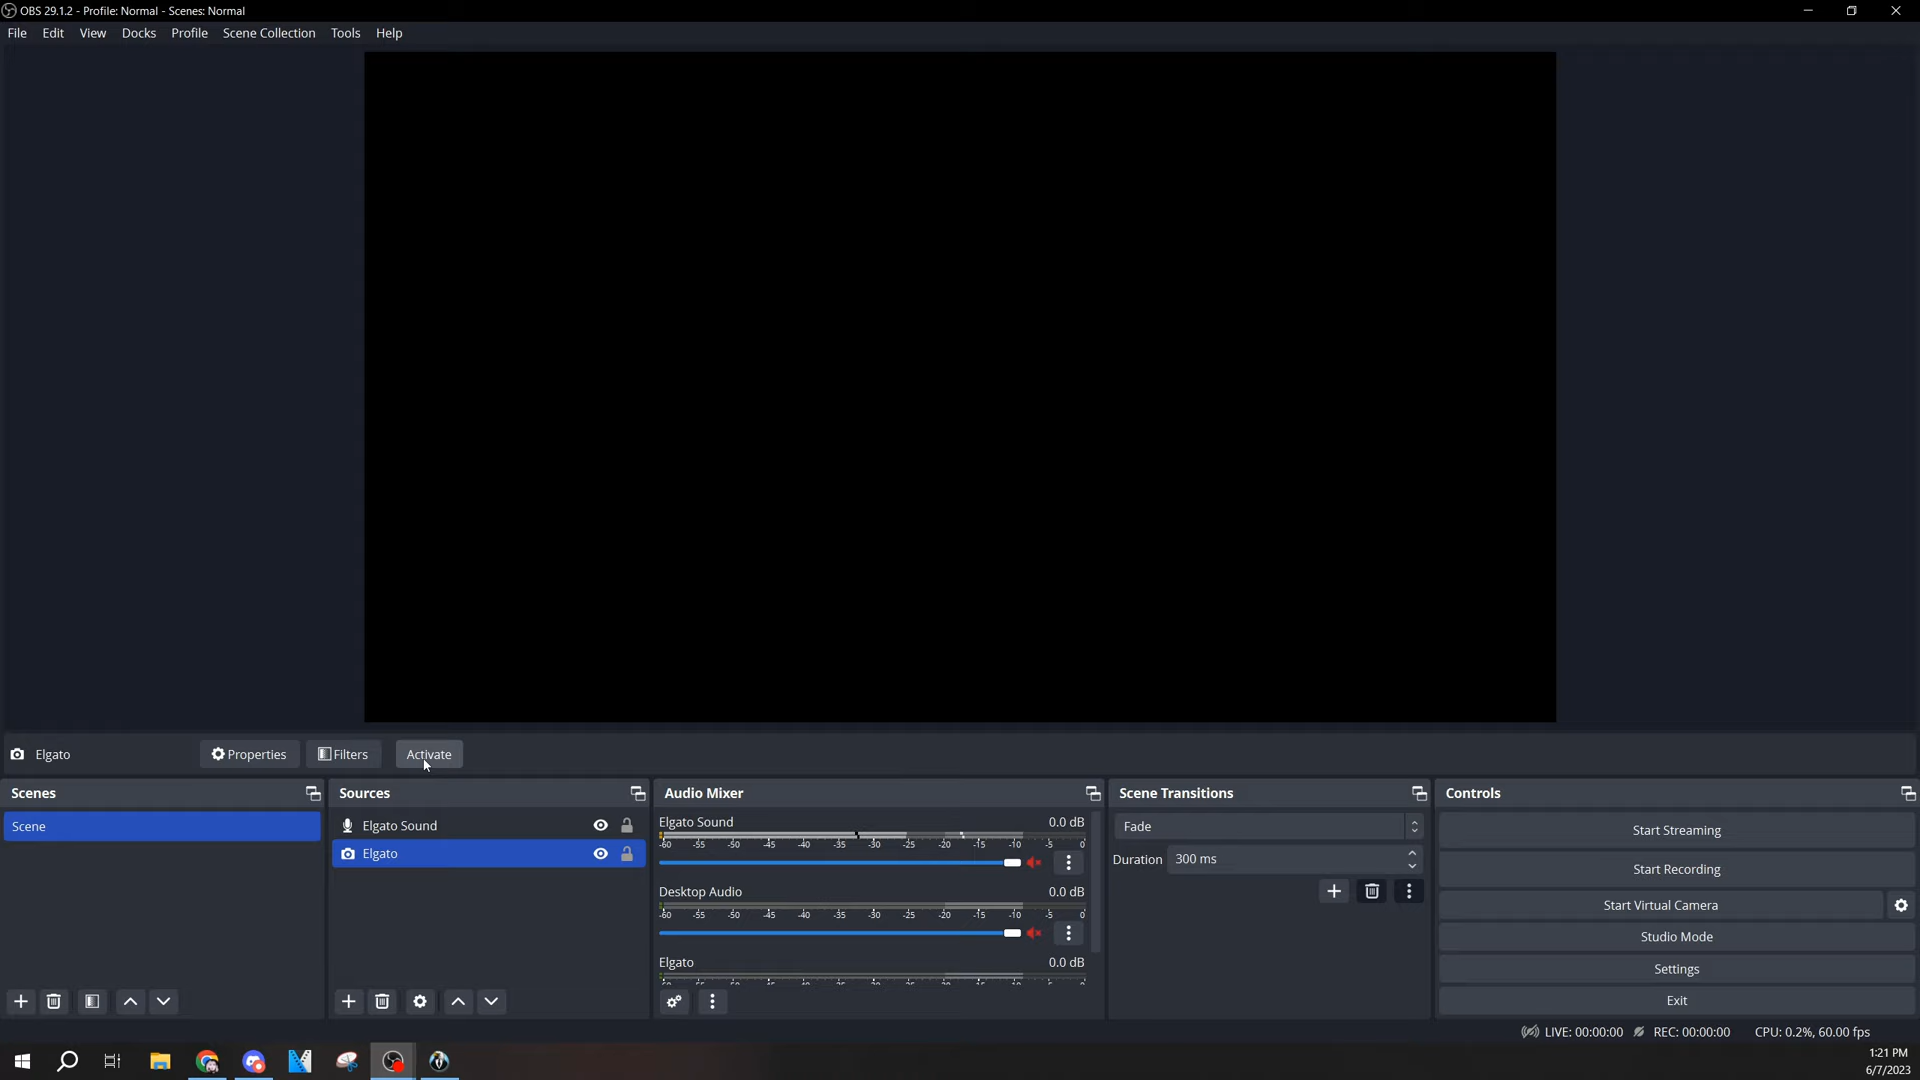 OBS 29.1.2 - Profile: Normal - Scenes: Normal
File Edit View Docks Profile Scene Collection Tools Help
Elgato Properties Filters Activate
Scenes
Scene
Sources
Elgato Sound
Elgato
Audio Mixer
Elgato Sound 0.0 dB
-60 -55 -50 -45 -40 -35 -30 -25 -20 -15 -10 -5 0
Desktop Audio 0.0 dB
-60 -55 -50 -45 -40 -35 -30 -25 -20 -15 -10 -5 0
Elgato 0.0 dB
Scene Transitions
Fade
Duration 300 ms
Controls
Start Streaming
Start Recording
Start Virtual Camera
Studio Mode
Settings
Exit
LIVE: 00:00:00 REC: 00:00:00 CPU: 0.2%, 60.00 fps
1:21 PM
6/7/2023